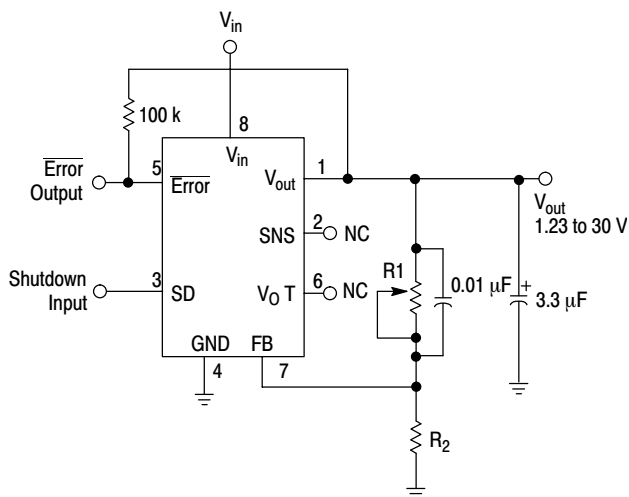 Vin
100 k
8
Vin
5
Error
Output
Error
Vout
1
Vout
1.23 to 30 V
SNS
2
NC
R1
0.01 µF
+
3.3 µF
Shutdown
Input
3
SD
VO T
6
NC
GND
FB
4
7
R2